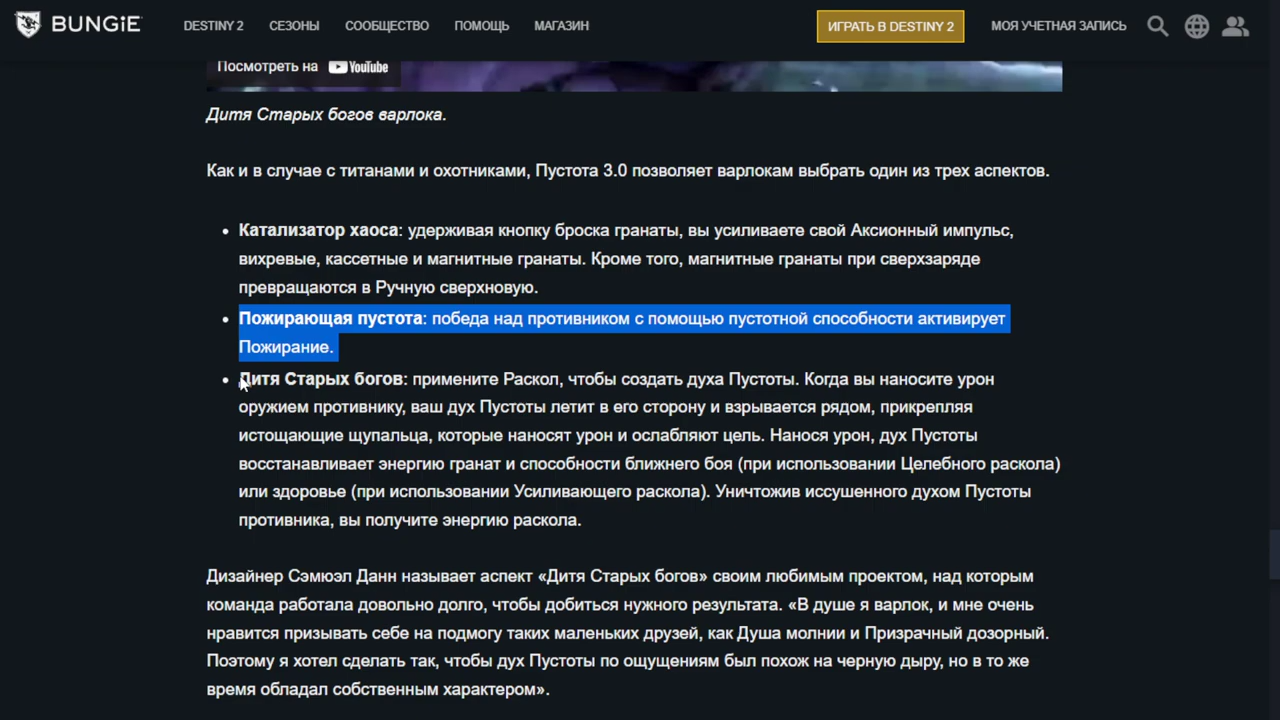 BUNGiE
DESTINY 2 СЕЗОНЫ СООБЩЕСТВО ПОМОЩЬ МАГАЗИН ИГРАТЬ В DESTINY 2 МОЯ УЧЕТНАЯ ЗАПИСЬ
Посмотреть на YouTube
Дитя Старых богов варлока.
Как и в случае с титанами и охотниками, Пустота 3.0 позволяет варлокам выбрать один из трех аспектов.
• Катализатор хаоса: удерживая кнопку броска гранаты, вы усиливаете свой Аксионный импульс,
вихревые, кассетные и магнитные гранаты. Кроме того, магнитные гранаты при сверхзаряде
превращаются в Ручную сверхновую.
• Пожирающая пустота: победа над противником с помощью пустотной способности активирует
Пожирание.
• Дитя Старых богов: примените Раскол, чтобы создать духа Пустоты. Когда вы наносите урон
оружием противнику, ваш дух Пустоты летит в его сторону и взрывается рядом, прикрепляя
истощающие щупальца, которые наносят урон и ослабляют цель. Нанося урон, дух Пустоты
восстанавливает энергию гранат и способности ближнего боя (при использовании Целебного раскола)
или здоровье (при использовании Усиливающего раскола). Уничтожив иссушенного духом Пустоты
противника, вы получите энергию раскола.
Дизайнер Сэмюэл Данн называет аспект «Дитя Старых богов» своим любимым проектом, над которым
команда работала довольно долго, чтобы добиться нужного результата. «В душе я варлок, и мне очень
нравится призывать себе на подмогу таких маленьких друзей, как Душа молнии и Призрачный дозорный.
Поэтому я хотел сделать так, чтобы дух Пустоты по ощущениям был похож на черную дыру, но в то же
время обладал собственным характером».